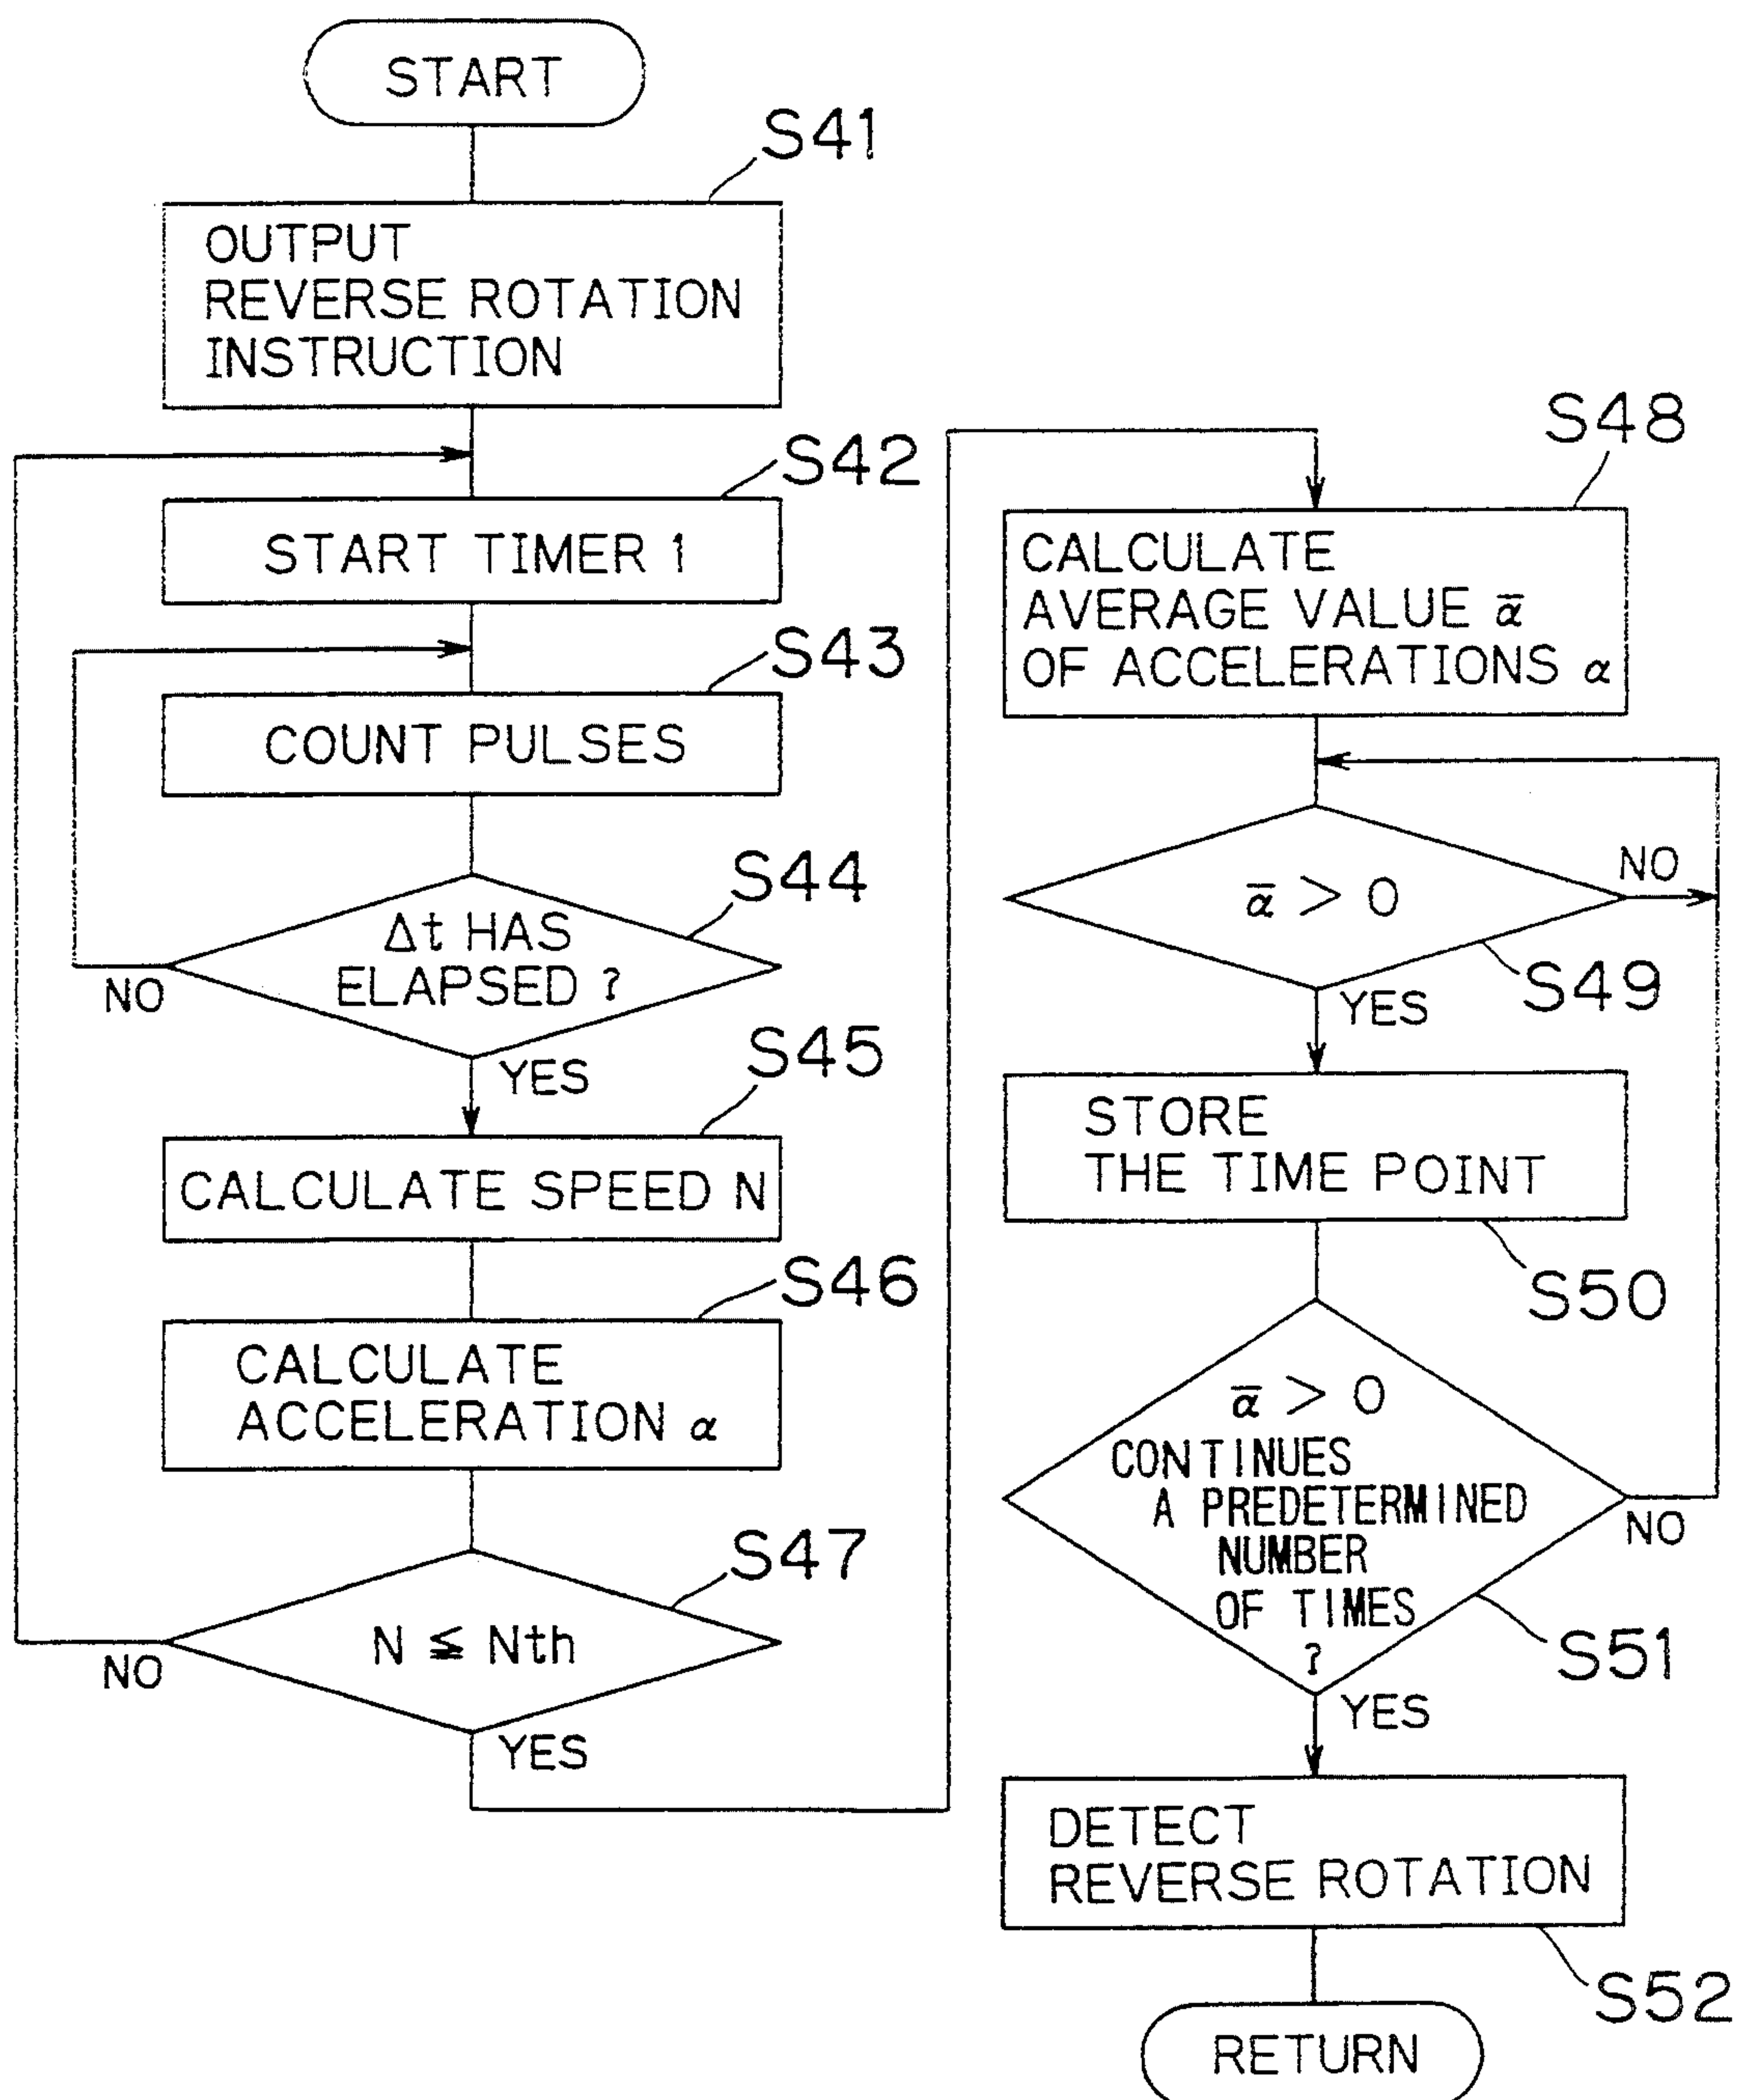 START
S41
OUTPUT
REVERSE ROTATION
INSTRUCTION
S42
START TIMER 1
S43
COUNT PULSES
S44
Δt HAS
ELAPSED ?
NO
YES
S45
CALCULATE SPEED N
S46
CALCULATE
ACCELERATION α
S47
N ≦ Nth
NO
YES
S48
CALCULATE
AVERAGE VALUE ᾱ
OF ACCELERATIONS α
ᾱ > 0
NO
S49
YES
STORE
THE TIME POINT
S50
ᾱ > 0
CONTINUES
A PREDETERMINED
NUMBER
OF TIMES
?
NO
S51
YES
DETECT
REVERSE ROTATION
S52
RETURN